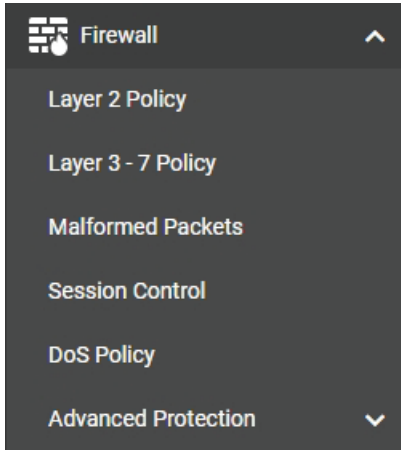 Firewall
Layer 2 Policy
Layer 3 - 7 Policy
Malformed Packets
Session Control
DoS Policy
Advanced Protection